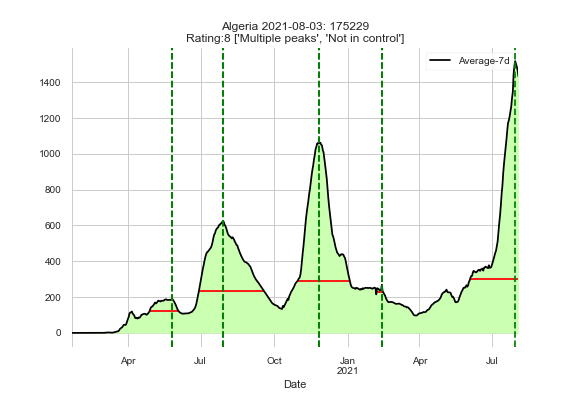 Algeria 2021-08-03: 175229
Rating:8 ['Multiple peaks', 'Not in control']
Average-7d
1400
1200
1000
800
600
400
200
0
Apr
Jul
Oct
Jan
2021
Apr
Jul
Date